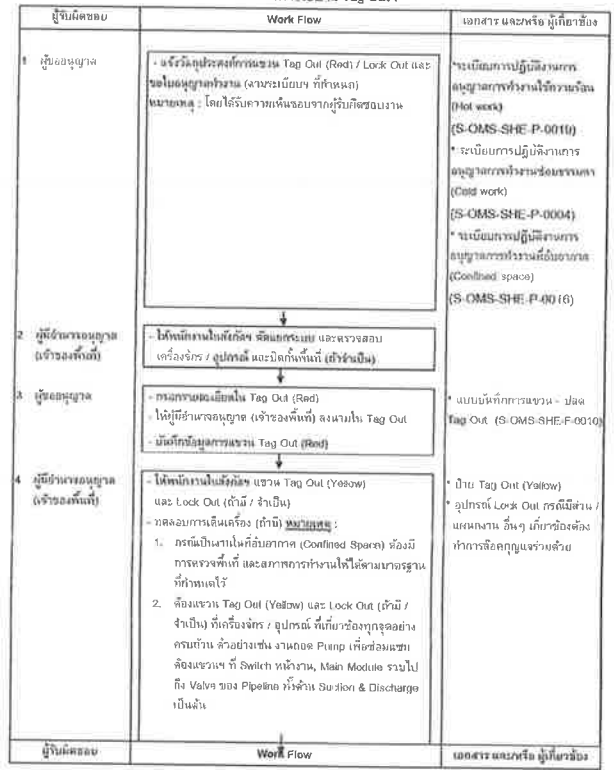 ผู้รับผิดชอบ
Work Flow
เอกสาร และ/หรือ ผู้เกี่ยวข้อง
1 ผู้ขออนุญาต
- แจ้งวัตถุประสงค์การแขวน Tag Out (Red) / Lock Out และ
ขอใบอนุญาตทำงาน (ตามระเบียบฯ ที่กำหนด)
หมายเหตุ : โดยได้รับความเห็นชอบจากผู้รับผิดชอบงาน
*ระเบียบการปฏิบัติงานการ
อนุญาตการทำงานใช้ความร้อน
(Hot work)
(S-OMS-SHE-P-0019)
* ระเบียบการปฏิบัติงานการ
อนุญาตการทำงานซ่อมธรรมดา
(Cold work)
(S-OMS-SHE-P-0004)
* ระเบียบการปฏิบัติงานการ
อนุญาตการทำงานที่อับอากาศ
(Confined space)
(S-OMS-SHE-P-0016)
2 ผู้มีอำนาจอนุญาต
(เจ้าของพื้นที่)
- ให้พนักงานในสังกัดฯ ตัดแยกระบบ และตรวจสอบ
เครื่องจักร / อุปกรณ์ และปิดกั้นพื้นที่ (ถ้าจำเป็น)
3 ผู้ขออนุญาต
- กรอกรายละเอียดใน Tag Out (Red)
- ให้ผู้มีอำนาจอนุญาต (เจ้าของพื้นที่) ลงนามใน Tag Out
- บันทึกข้อมูลการแขวน Tag Out (Red)
* แบบบันทึกการแขวน - ปลด
Tag Out (S-OMS-SHE-F-0010)
4 ผู้มีอำนาจอนุญาต
(เจ้าของพื้นที่)
- ให้พนักงานในสังกัดฯ แขวน Tag Out (Yellow)
และ Lock Out (ถ้ามี / จำเป็น)
- ทดสอบการเดินเครื่อง (ถ้ามี) หมายเหตุ :
1. กรณีเป็นงานในที่อับอากาศ (Confined Space) ต้องมี
การตรวจพื้นที่ และสภาพการทำงานให้ได้ตามมาตรฐาน
ที่กำหนดไว้
2. ต้องแขวน Tag Out (Yellow) และ Lock Out (ถ้ามี /
จำเป็น) ที่เครื่องจักร / อุปกรณ์ ที่เกี่ยวข้องทุกจุดอย่าง
ครบถ้วน ตัวอย่างเช่น งานถอด Pump เพื่อซ่อมแซม
ต้องแขวนฯ ที่ Switch หน้างาน, Main Module รวมไป
ถึง Valve ของ Pipeline ทั้งด้าน Suction & Discharge
เป็นต้น
* ป้าย Tag Out (Yellow)
* อุปกรณ์ Lock Out กรณีมีส่วน /
แผนกงาน อื่นๆ เกี่ยวข้องต้อง
ทำการล็อคกุญแจร่วมด้วย
ผู้รับผิดชอบ
Work Flow
เอกสาร และ/หรือ ผู้เกี่ยวข้อง